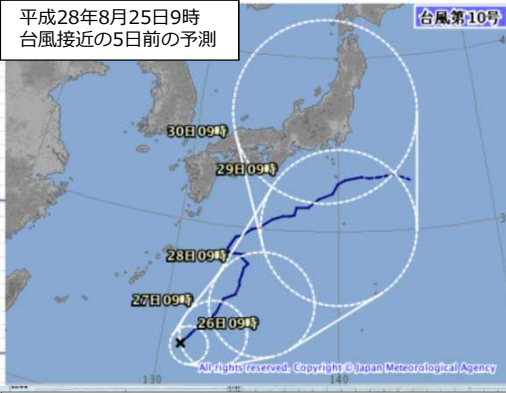 平成28年8月25日9時
台風接近の5日前の予測
台風第10号
4
30日09時
29日09時
3
28日09時
27日09時
26日09時
All rights reserved. Copyright © Japan Meteorological Agency
130
140